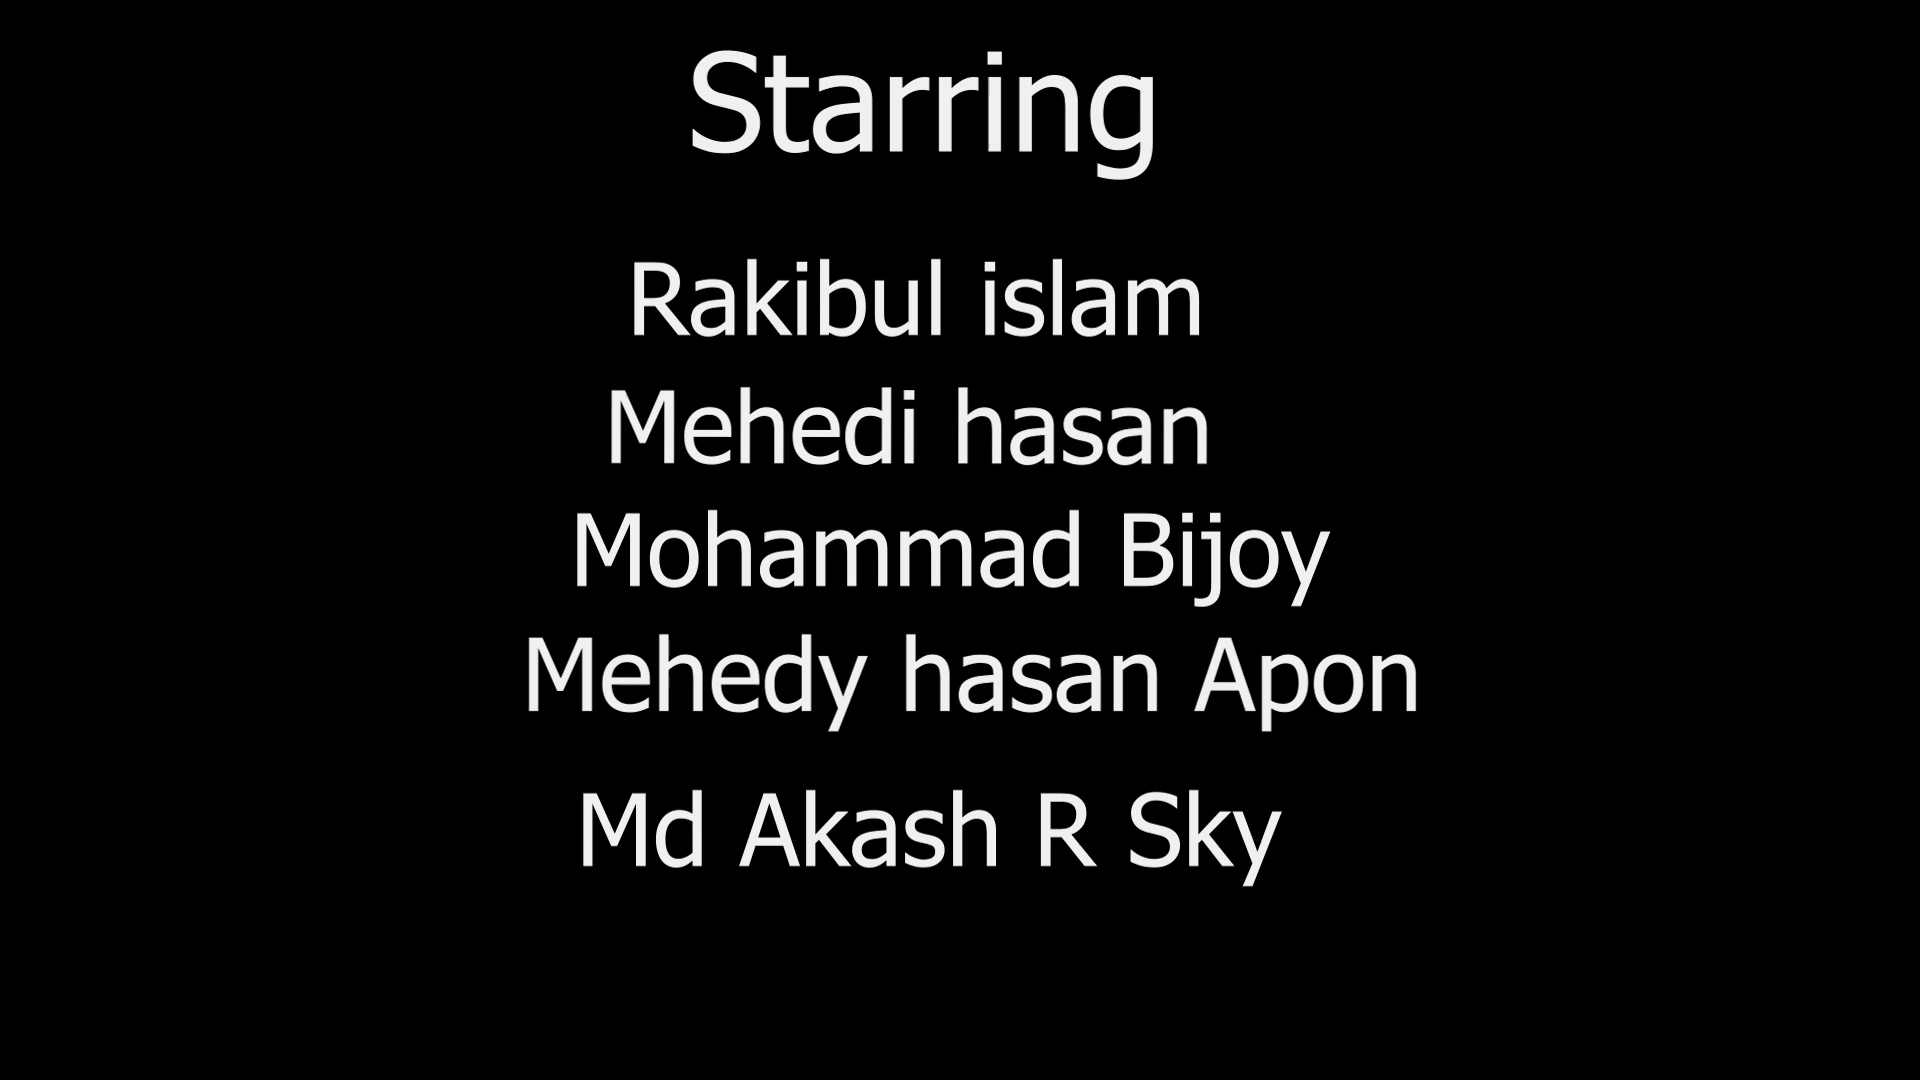 Starring
Rakibul islam
Mehedi hasan
Mohammad Bijoy
Mehedy hasan Apon
Md Akash R Sky